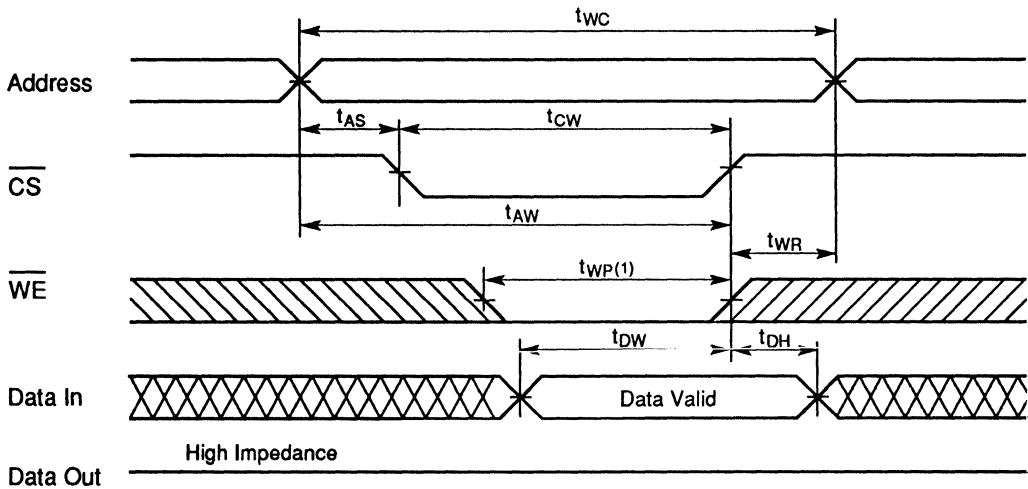 tWC
Address
tAS
tCW
CS
tAW
tWR
WE
tWP(1)
tDW
tDH
Data In
Data Valid
High Impedance
Data Out